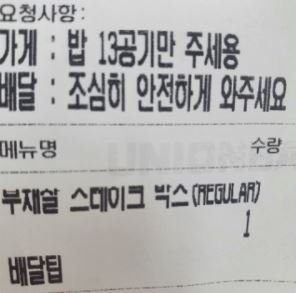 요청사항:
가게 : 밥 13공기만 주세용
배달 : 조심히 안전하게 와주세요
메뉴명 수량
부채살 스테이크 박스(REGULAR)
1
배달팁